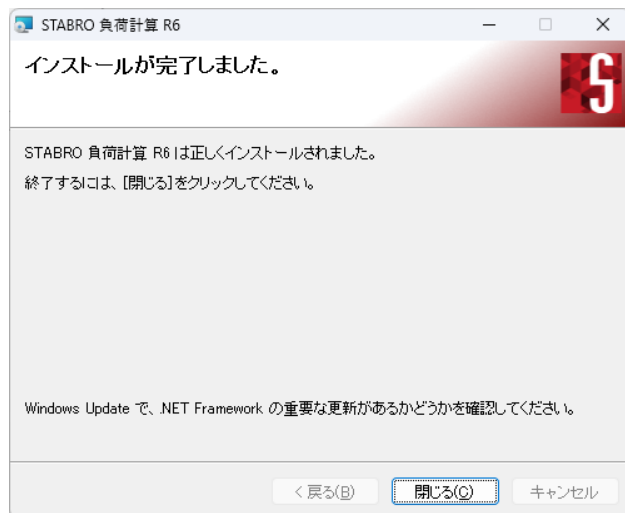 STABRO 負荷計算 R6
インストールが完了しました。
STABRO 負荷計算 R6 は正しくインストールされました。
終了するには、[閉じる]をクリックしてください。
Windows Update で、.NET Framework の重要な更新があるかどうかを確認してください。
< 戻る(B)
閉じる(C)
キャンセル